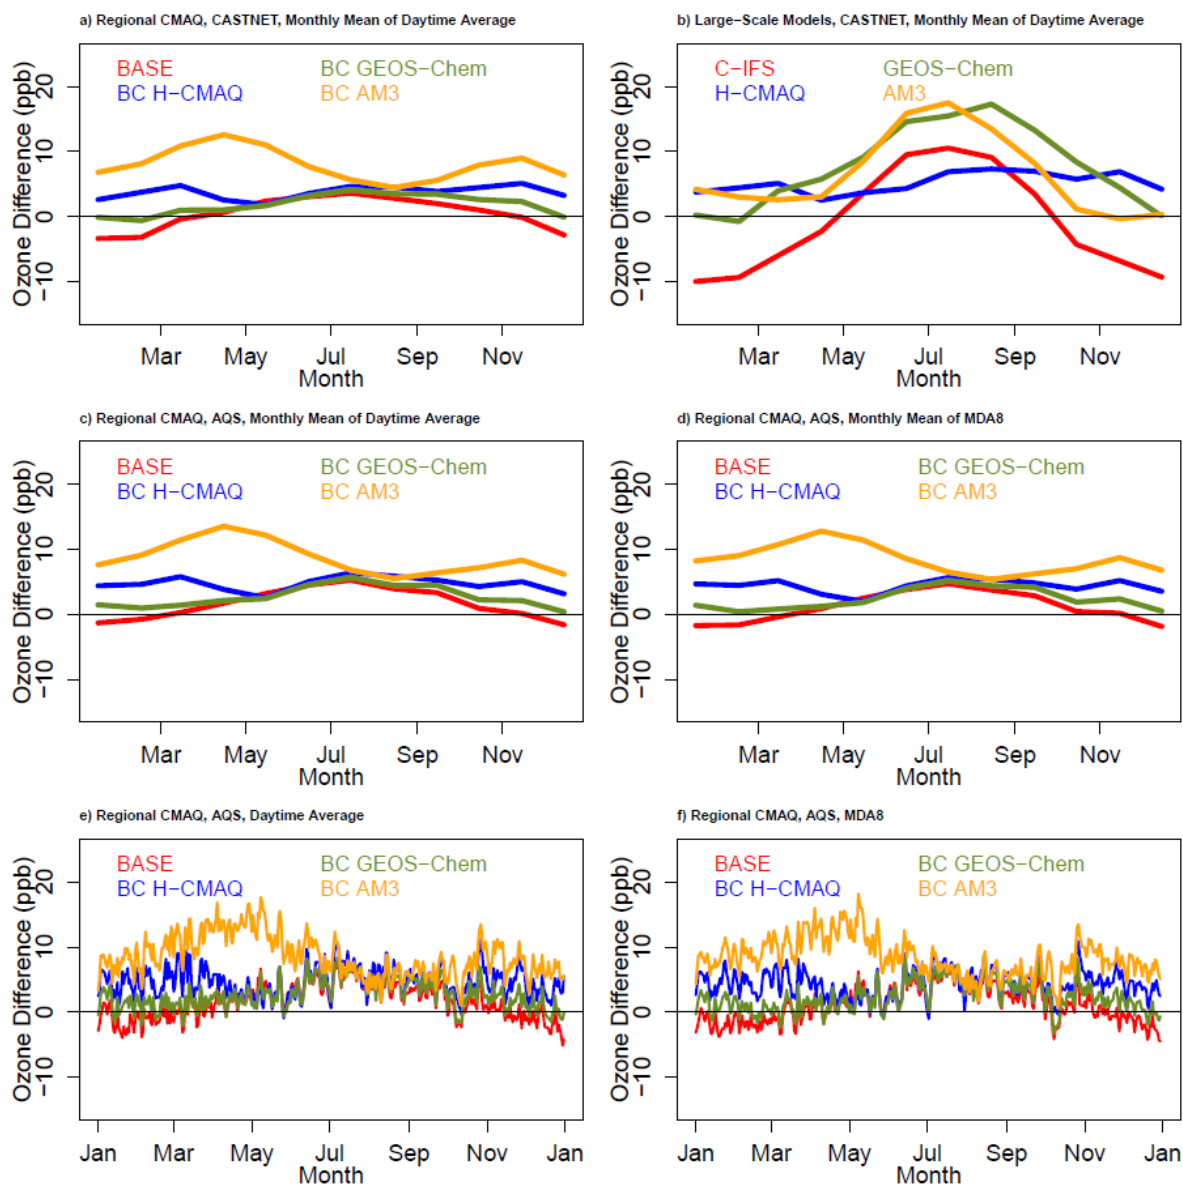 a) Regional CMAQ, CASTNET, Monthly Mean of Daytime Average
BASE BC GEOS−Chem
BC H−CMAQ BC AM3
Ozone Difference (ppb)
20
10
0
−10
Mar May Jul Sep Nov
Month
b) Large−Scale Models, CASTNET, Monthly Mean of Daytime Average
C−IFS GEOS−Chem
H−CMAQ AM3
Ozone Difference (ppb)
20
10
0
−10
Mar May Jul Sep Nov
Month
c) Regional CMAQ, AQS, Monthly Mean of Daytime Average
BASE BC GEOS−Chem
BC H−CMAQ BC AM3
Ozone Difference (ppb)
20
10
0
−10
Mar May Jul Sep Nov
Month
d) Regional CMAQ, AQS, Monthly Mean of MDA8
BASE BC GEOS−Chem
BC H−CMAQ BC AM3
Ozone Difference (ppb)
20
10
0
−10
Mar May Jul Sep Nov
Month
e) Regional CMAQ, AQS, Daytime Average
BASE BC GEOS−Chem
BC H−CMAQ BC AM3
Ozone Difference (ppb)
20
10
0
−10
Jan Mar May Jul Sep Nov Jan
Month
f) Regional CMAQ, AQS, MDA8
BASE BC GEOS−Chem
BC H−CMAQ BC AM3
Ozone Difference (ppb)
20
10
0
−10
Jan Mar May Jul Sep Nov Jan
Month